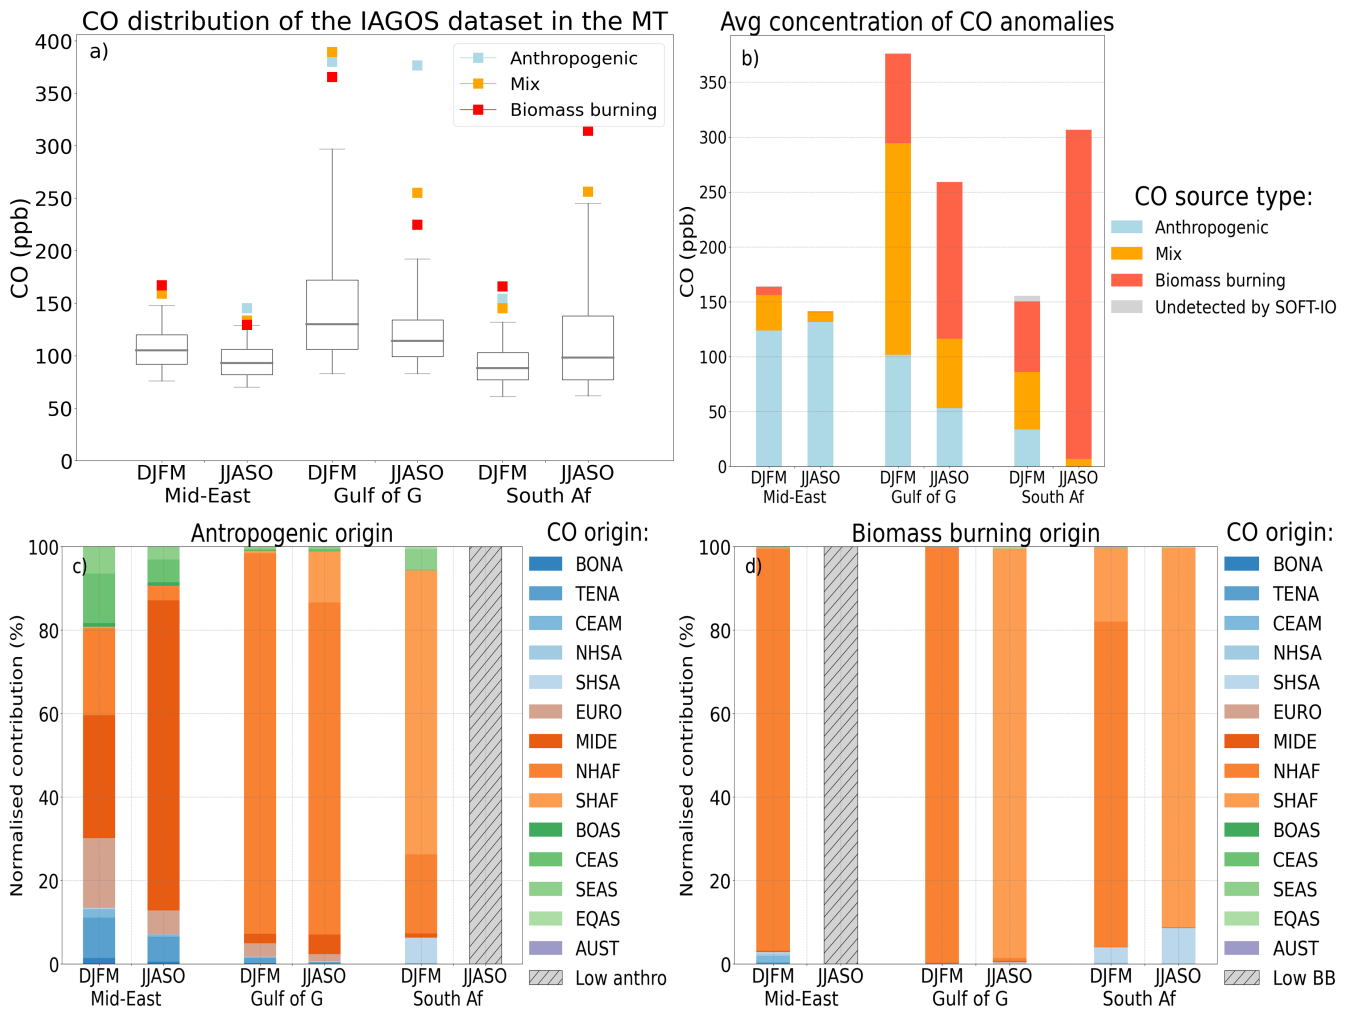 CO distribution of the IAGOS dataset in the MT
a)
Anthropogenic
Mix
Biomass burning
CO (ppb)
400
350
300
250
200
150
100
50
0
DJFM JJASO DJFM JJASO DJFM JJASO
Mid-East Gulf of G South Af
Avg concentration of CO anomalies
b)
CO (ppb)
350
300
250
200
150
100
50
0
DJFM JJASO DJFM JJASO DJFM JJASO
Mid-East Gulf of G South Af
CO source type:
Anthropogenic
Mix
Biomass burning
Undetected by SOFT-IO
Antropogenic origin
c)
Normalised contribution (%)
100
80
60
40
20
0
DJFM JJASO DJFM JJASO DJFM JJASO
Mid-East Gulf of G South Af
CO origin:
BONA
TENA
CEAM
NHSA
SHSA
EURO
MIDE
NHAF
SHAF
BOAS
CEAS
SEAS
EQAS
AUST
Low anthro
Biomass burning origin
d)
Normalised contribution (%)
100
80
60
40
20
0
DJFM JJASO DJFM JJASO DJFM JJASO
Mid-East Gulf of G South Af
CO origin:
BONA
TENA
CEAM
NHSA
SHSA
EURO
MIDE
NHAF
SHAF
BOAS
CEAS
SEAS
EQAS
AUST
Low BB